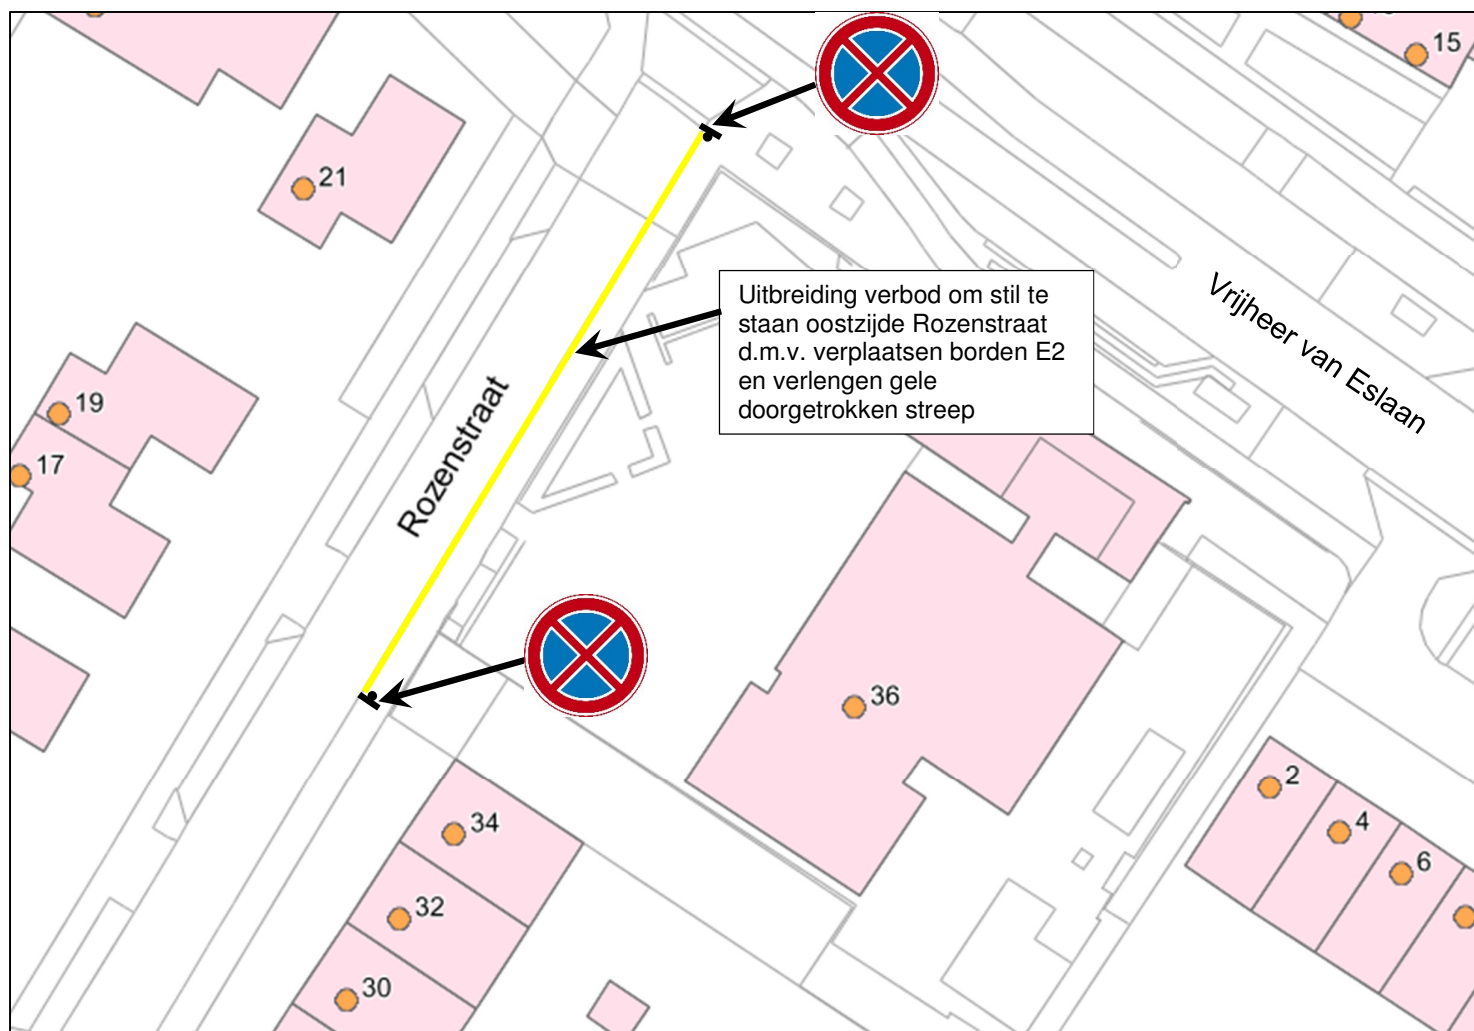 15
21
Uitbreiding verbod om stil te
staan oostzijde Rozenstraat
d.m.v. verplaatsen borden E2
en verlengen gele
doorgetrokken streep
Vrijheer van Eslaan
Rozenstraat
19
17
36
34
32
30
2
4
6